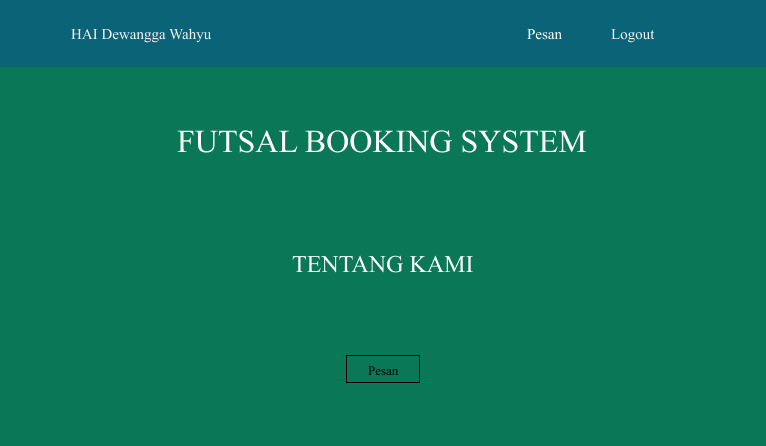 HAI Dewangga Wahyu Pesan Logout
FUTSAL BOOKING SYSTEM
TENTANG KAMI
Pesan